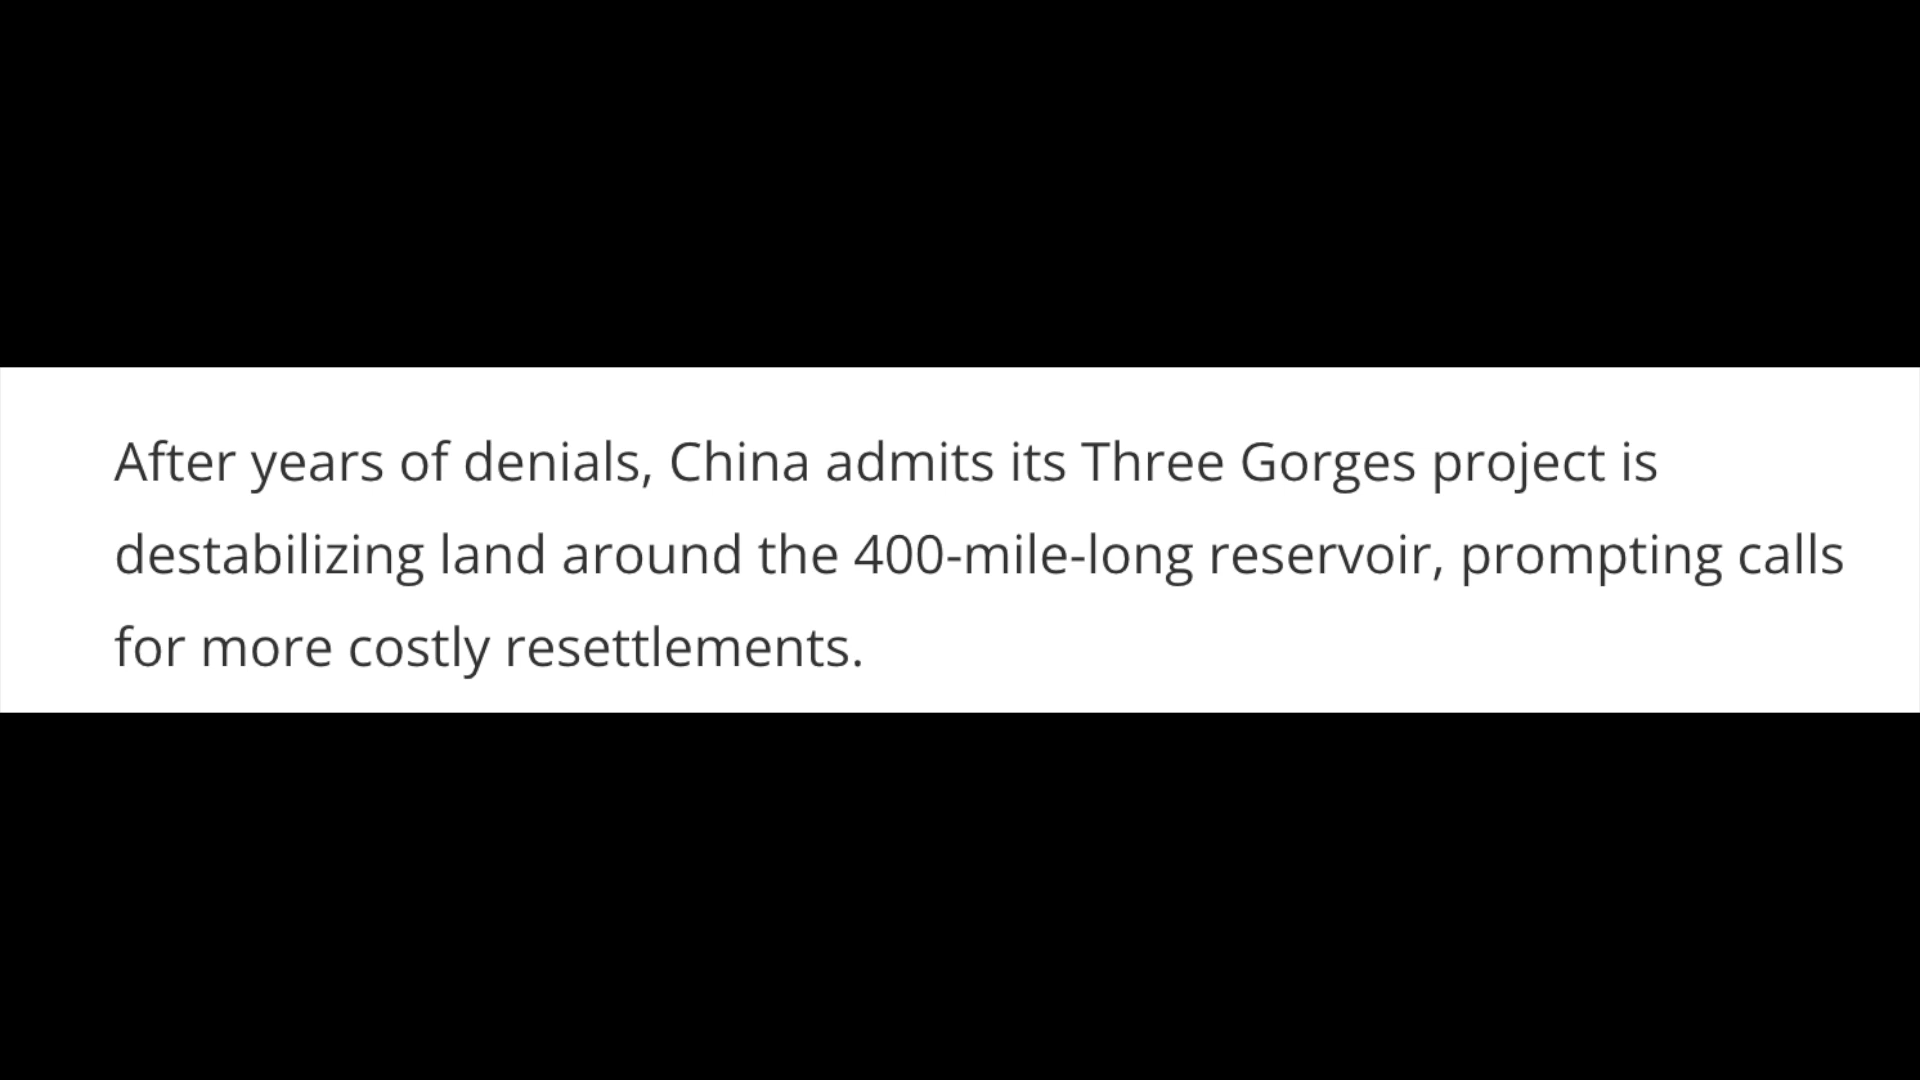 After years of denials, China admits its Three Gorges project is
destabilizing land around the 400-mile-long reservoir, prompting calls
for more costly resettlements.